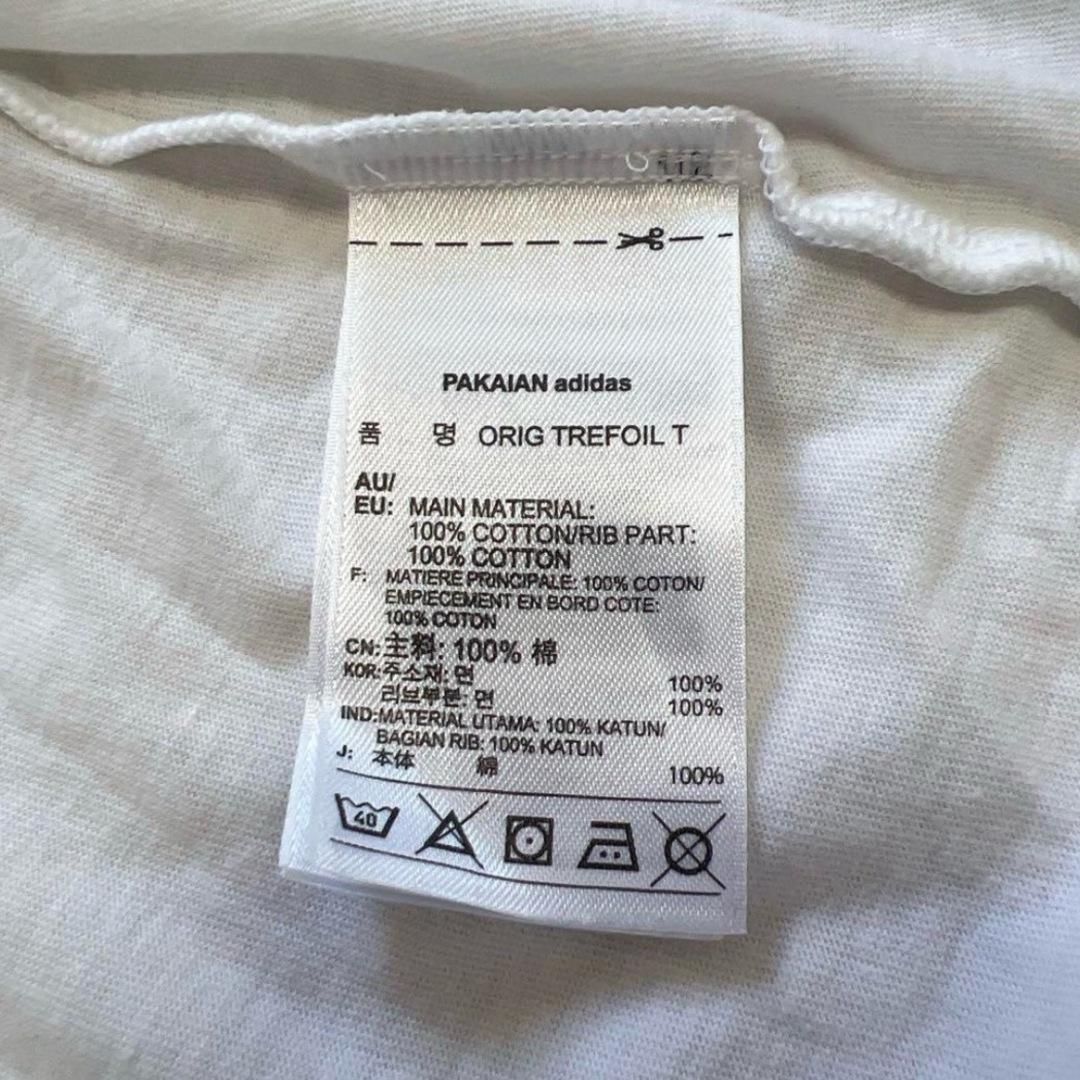 PAKAIAN adidas
품 명 ORIG TREFOIL T
AU/
EU: MAIN MATERIAL:
100% COTTON/RIB PART:
100% COTTON
F: MATIERE PRINCIPALE: 100% COTON/
EMPIECEMENT EN BORD COTE:
100% COTON
CN: 主料: 100% 棉
KOR: 주소재: 면 100%
리브부분: 면 100%
IND: MATERIAL UTAMA: 100% KATUN/
BAGIAN RIB: 100% KATUN
J: 本体 綿 100%
40